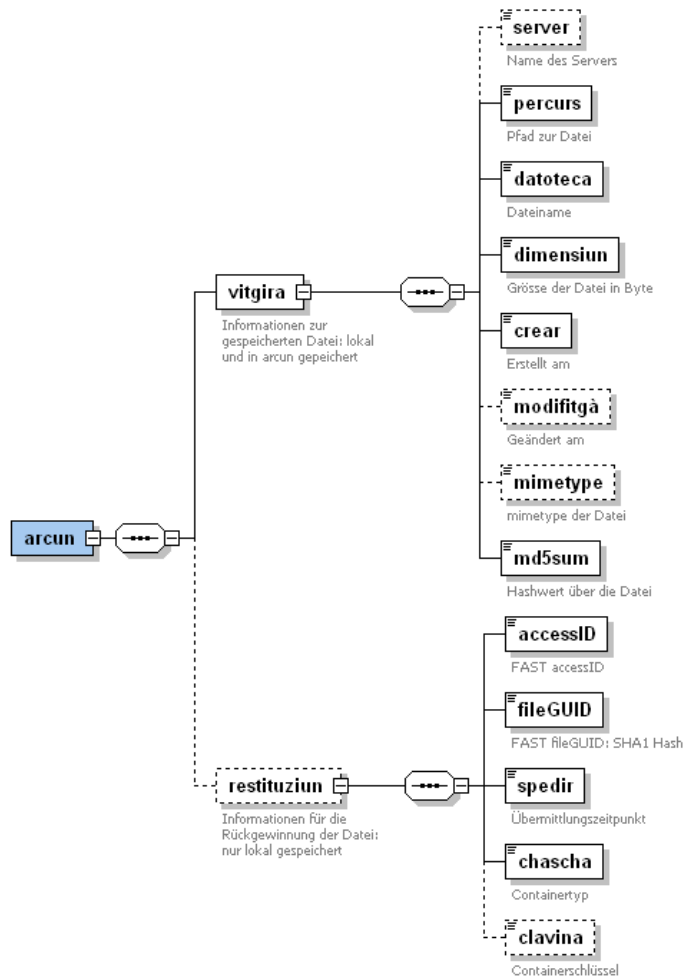 server
Name des Servers
percurs
Pfad zur Datei
datoteca
Dateiname
dimensiun
Grösse der Datei in Byte
vitgira
Informationen zur
gespeicherten Datei: lokal
und in arcun gepeichert
crear
Erstellt am
modifitgà
Geändert am
mimetype
mimetype der Datei
arcun
md5sum
Hashwert über die Datei
accessID
FAST accessID
fileGUID
FAST fileGUID: SHA1 Hash
restituziun
Informationen für die
Rückgewinnung der Datei:
nur lokal gespeichert
spedir
Übermittlungszeitpunkt
chascha
Containertyp
clavina
Containerschlüssel